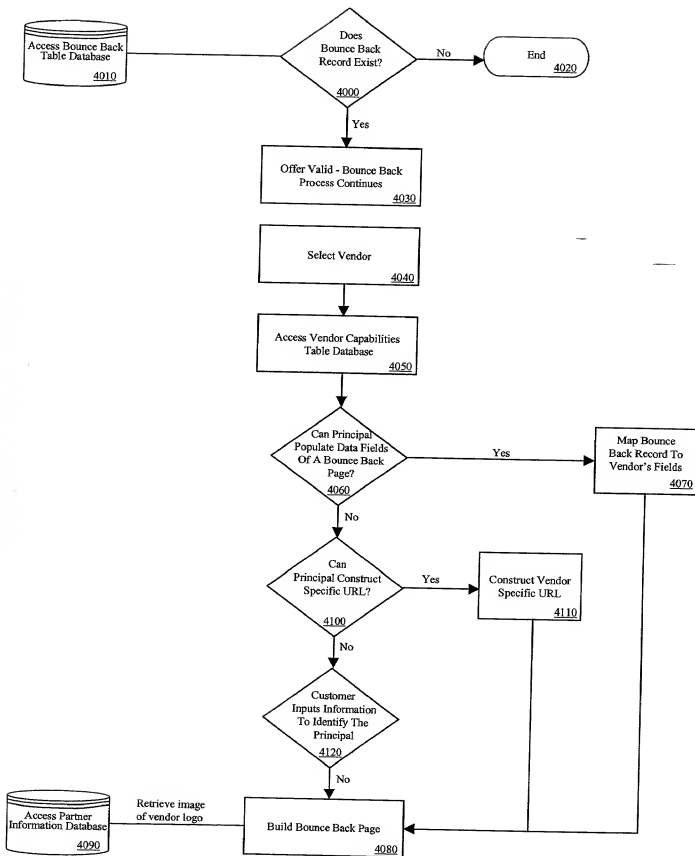 Does
Bounce Back
Record Exist?
4000
Access Bounce Back
Table Database
4010
No
End
4020
Yes
Offer Valid - Bounce Back
Process Continues
4030
Select Vendor
4040
Access Vendor Capabilities
Table Database
4050
Can Principal
Populate Data Fields
Of A Bounce Back
Page?
4060
Yes
Map Bounce
Back Record To
Vendor's Fields
4070
No
Can
Principal Construct
Specific URL?
4100
Yes
Construct Vendor
Specific URL
4110
No
Customer
Inputs Information
To Identify The
Principal
4120
No
Access Partner
Information Database
4090
Retrieve image
of vendor logo
Build Bounce Back Page
4080